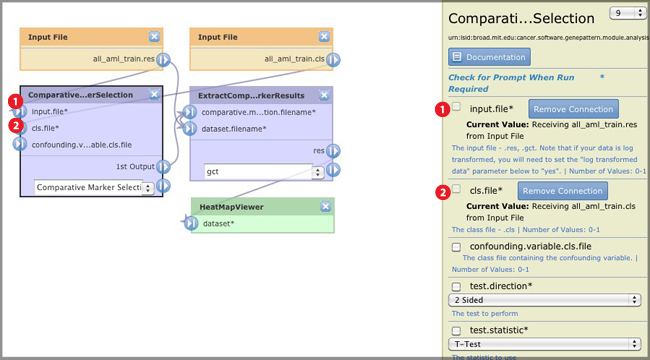 Input File
all_aml_train.res
Input File
all_aml_train.cls
Comparative...erSelection
1
input.file*
2
cls.file*
confounding.v...able.cls.file
1st Output
Comparative Marker Selecti
ExtractComp...rkerResults
comparative.m...tion.filename*
dataset.filename*
res
gct
HeatMapViewer
dataset*
Comparati...Selection
9
urn:lsid:broad.mit.edu:cancer.software.genepattern.module.analysis
Documentation
Check for Prompt When Run *
Required
1
input.file*
Remove Connection
Current Value: Receiving all_aml_train.res
from Input File
The input file - .res, .gct. Note that if your data is log
transformed, you will need to set the "log transformed
data" parameter below to "yes". | Number of Values: 0-1
2
cls.file*
Remove Connection
Current Value: Receiving all_aml_train.cls
from Input File
The class file - .cls | Number of Values: 0-1
confounding.variable.cls.file
The class file containing the confounding variable. |
Number of Values: 0-1
test.direction*
2 Sided
The test to perform
test.statistic*
T-Test
The statistic to use